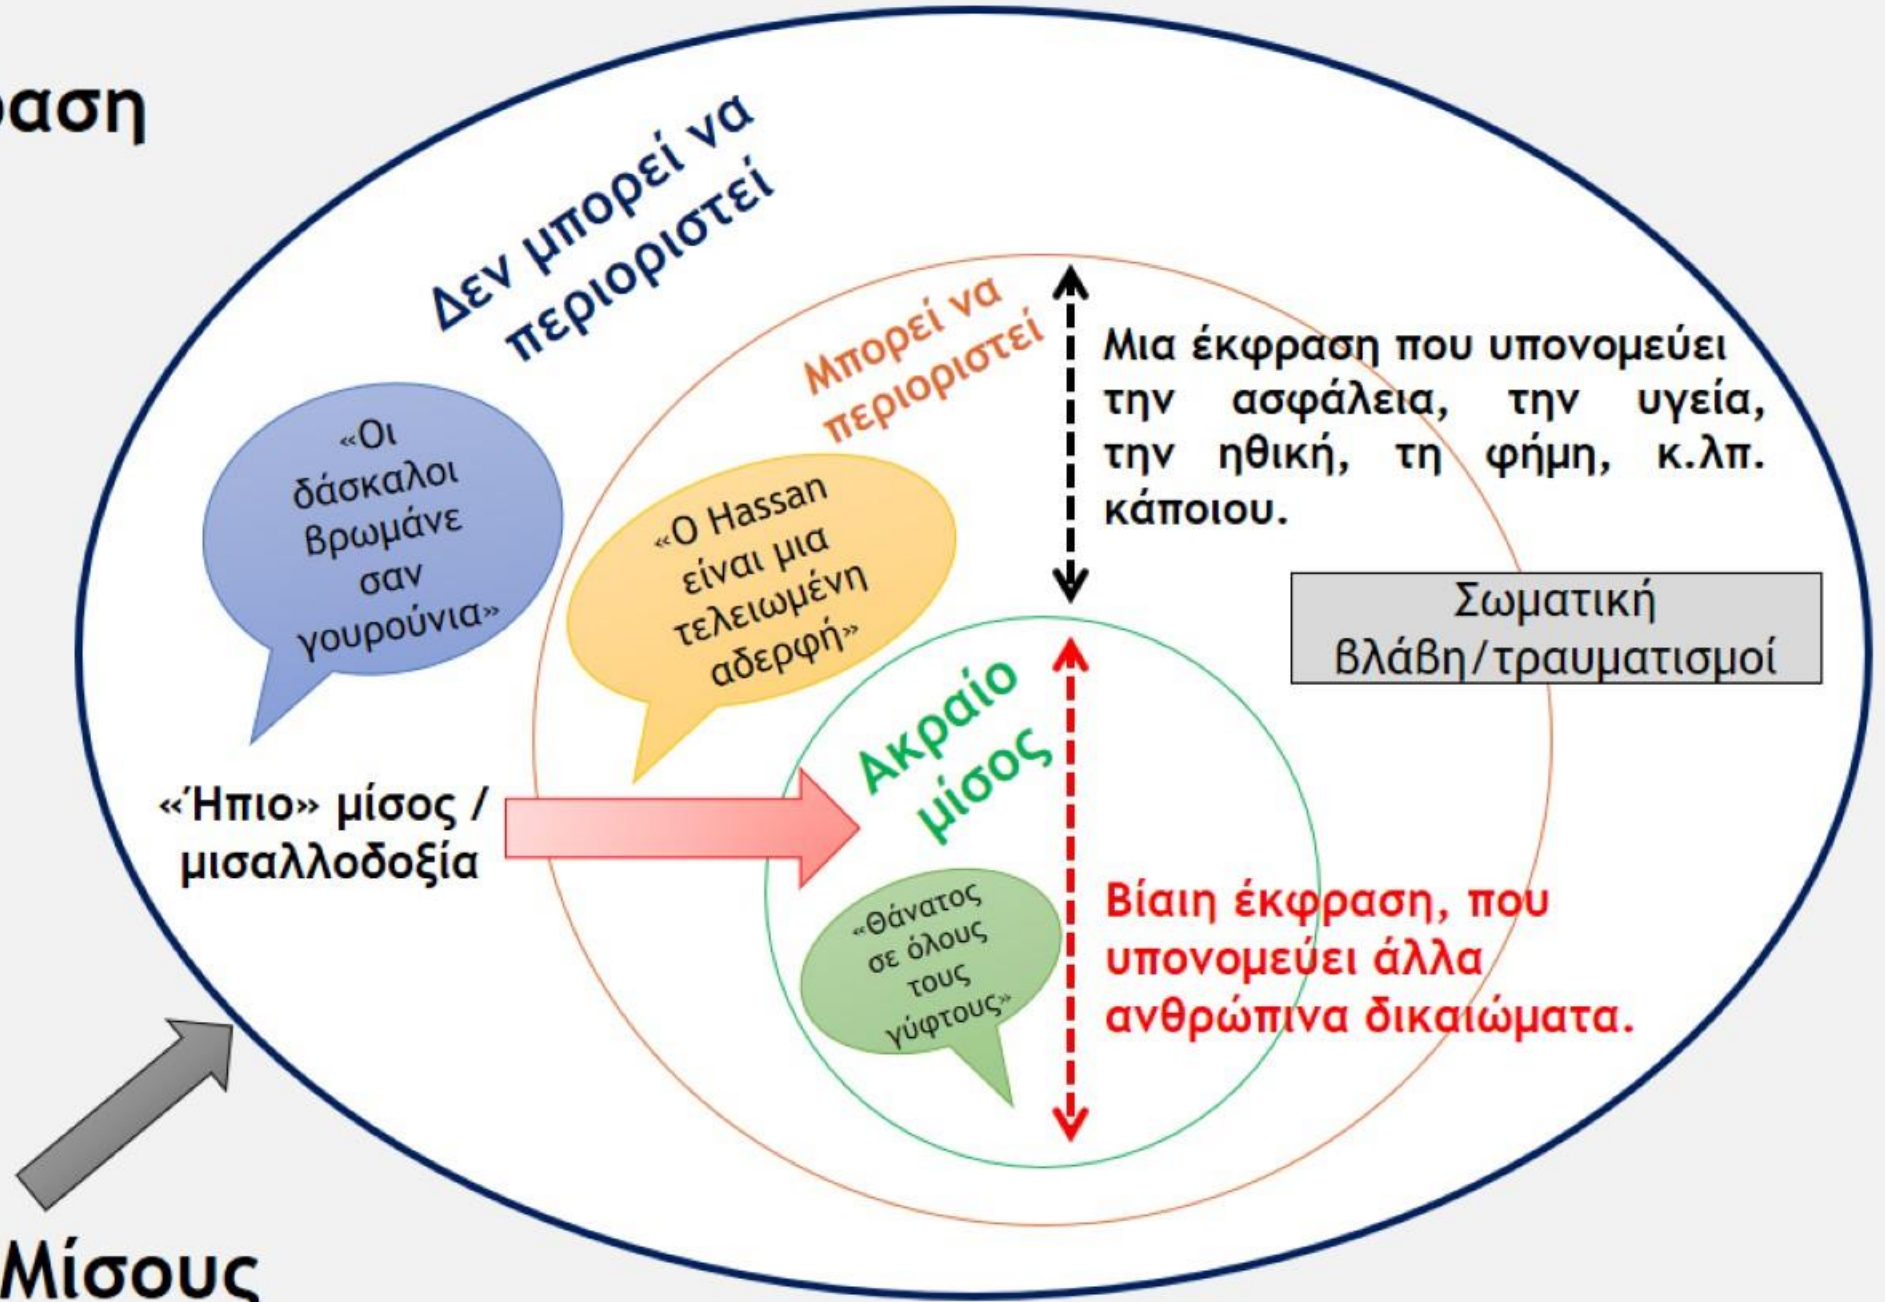 Δεν μπορεί να
περιοριστεί
Μπορεί να
περιοριστεί
Μια έκφραση που υπονομεύει
την ασφάλεια, την υγεία,
την ηθική, τη φήμη, κ.λπ.
κάποιου.
«Οι
δάσκαλοι
βρωμάνε
σαν
γουρούνια»
«Ο Hassan
είναι μια
τελειωμένη
αδερφή»
Σωματική
βλάβη/τραυματισμοί
Ακραίο
μίσος
«Ήπιο» μίσος /
μισαλλοδοξία
«Θάνατος
σε όλους
τους
γύφτους»
Βίαιη έκφραση, που
υπονομεύει άλλα
ανθρώπινα δικαιώματα.
Μίσους